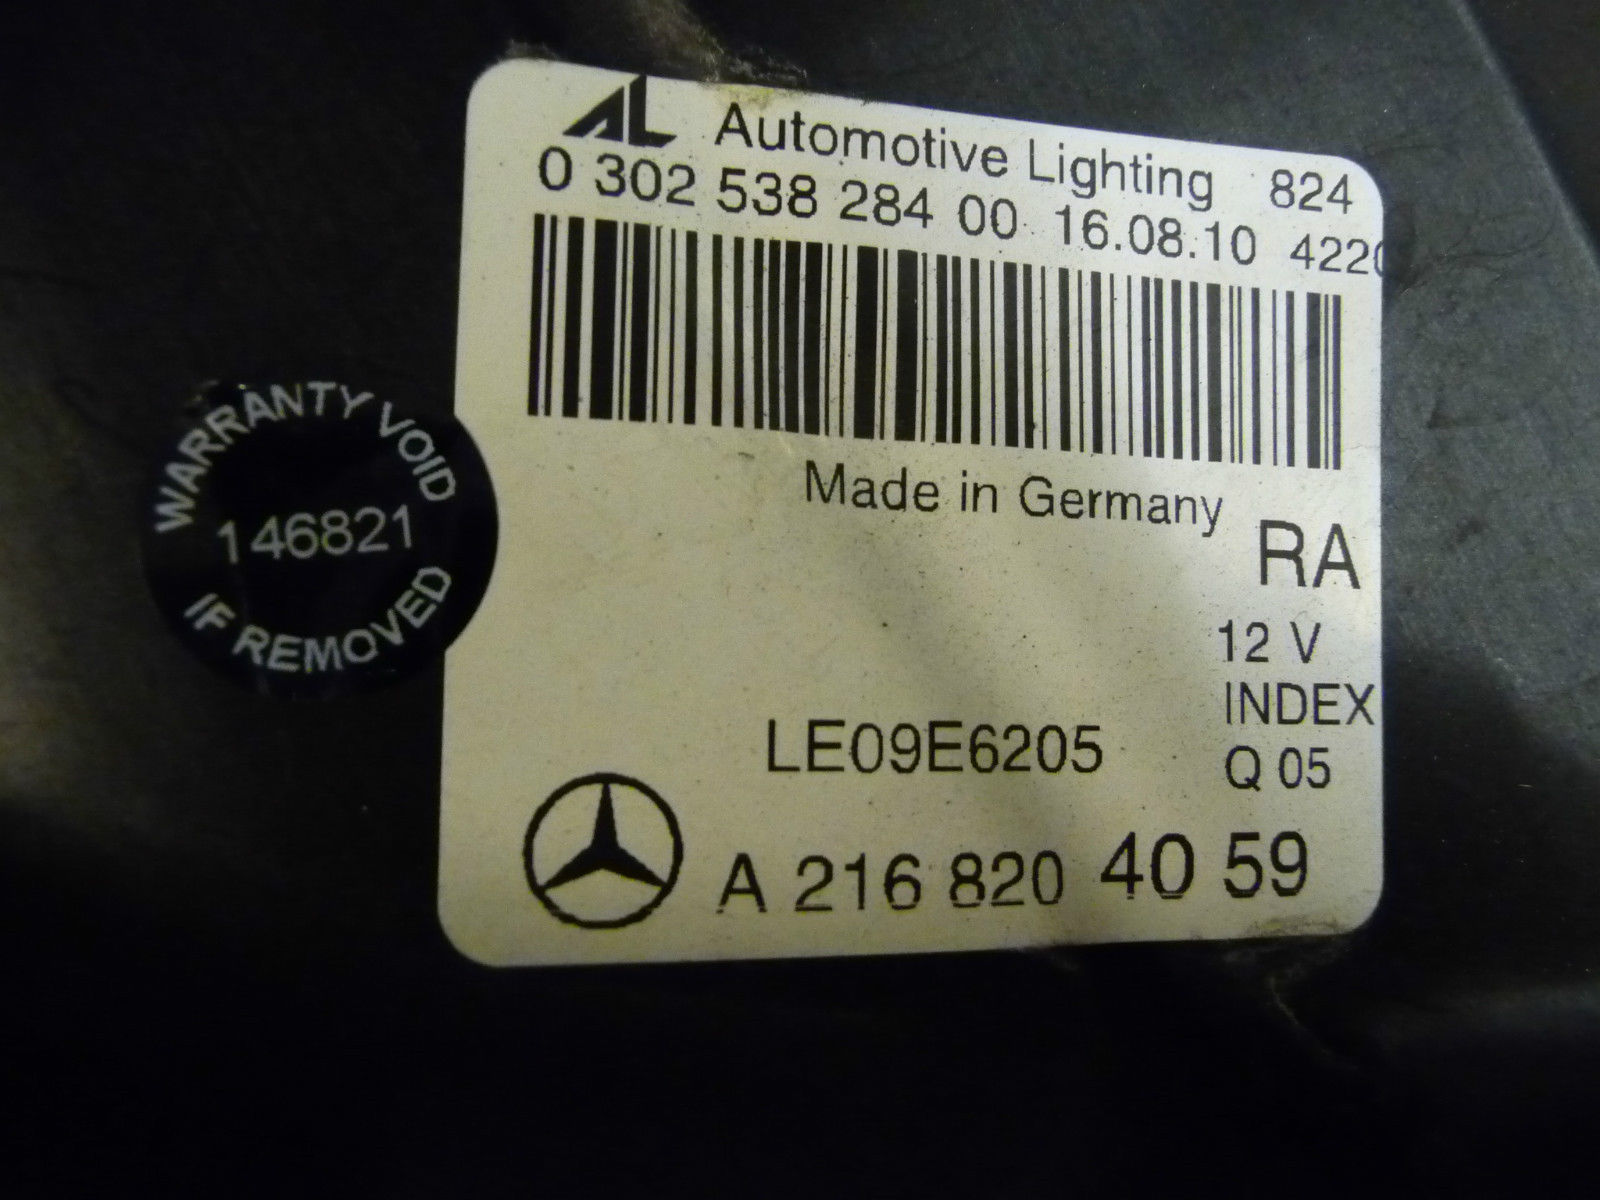 AL Automotive Lighting 824
0 302 538 284 00 16.08.10 4220
Made in Germany
RA
12 V
INDEX
Q 05
LE09E6205
A 216 820 40 59
WARRANTY VOID
146821
IF REMOVED